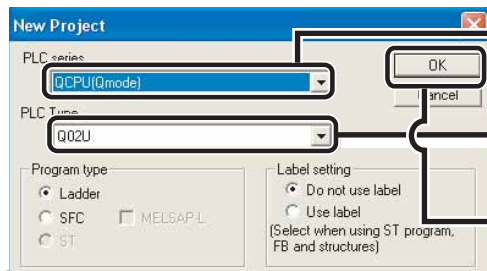 New Project
PLC series
QCPU(Qmode)
OK
Cancel
PLC Type
Q02U
Program type
Ladder
SFC
MELSAP-L
ST
Label setting
Do not use label
Use label
(Select when using ST program,
FB and structures)